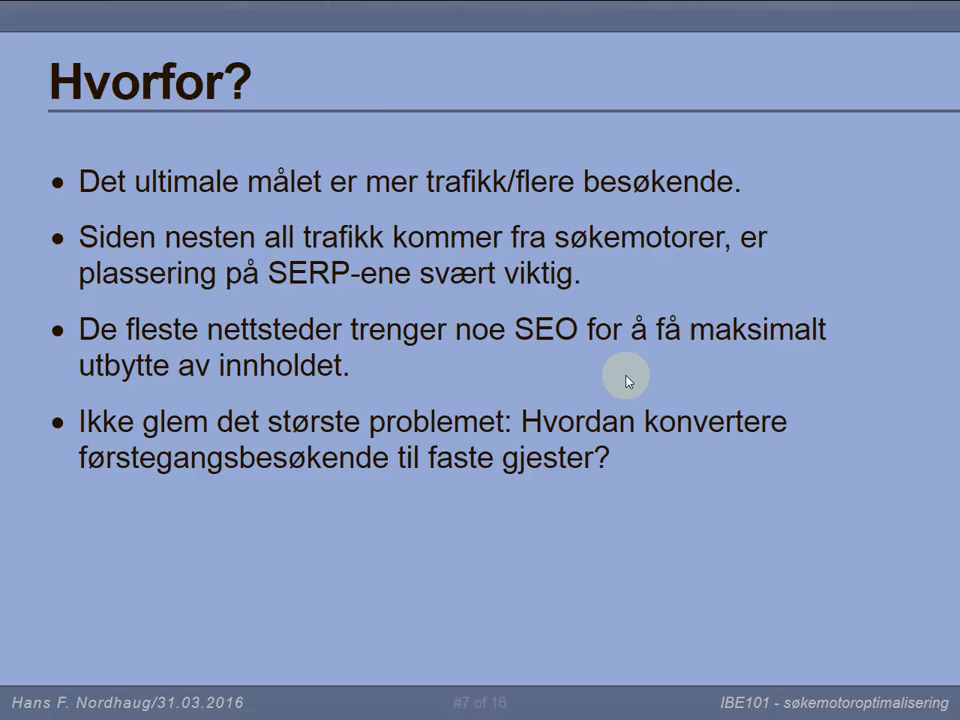 Hvorfor?
• Det ultimale målet er mer trafikk/flere besøkende.
• Siden nesten all trafikk kommer fra søkemotorer, er
plassering på SERP-ene svært viktig.
• De fleste nettsteder trenger noe SEO for å få maksimalt
utbytte av innholdet.
• Ikke glem det største problemet: Hvordan konvertere
førstegangsbesøkende til faste gjester?
Hans F. Nordhaug/31.03.2016
#7 of 16
IBE101 - søkemotoroptimalisering